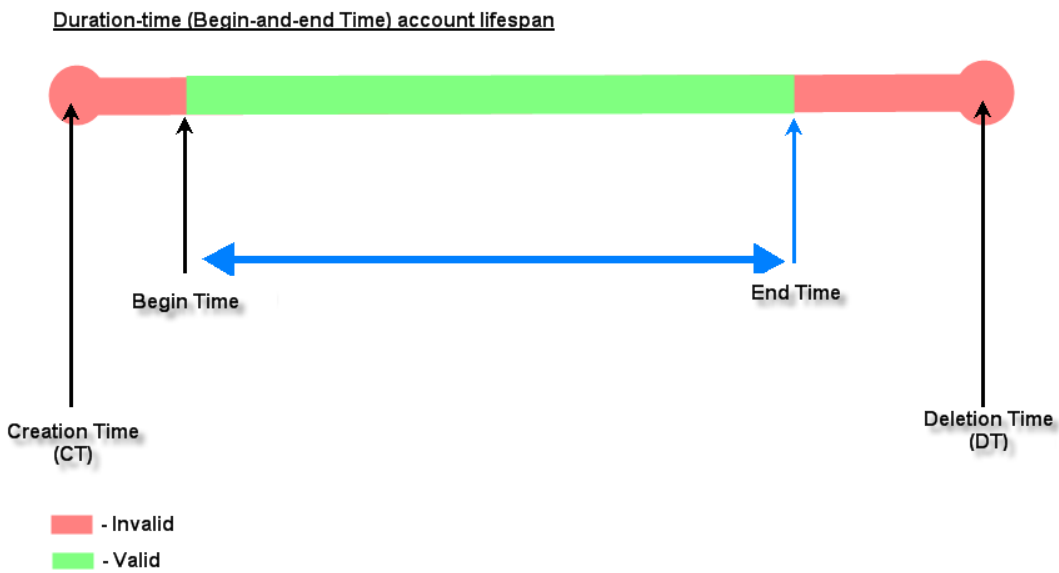 Duration-time (Begin-and-end Time) account lifespan
Begin Time
End Time
Creation Time
(CT)
Deletion Time
(DT)
- Invalid
- Valid